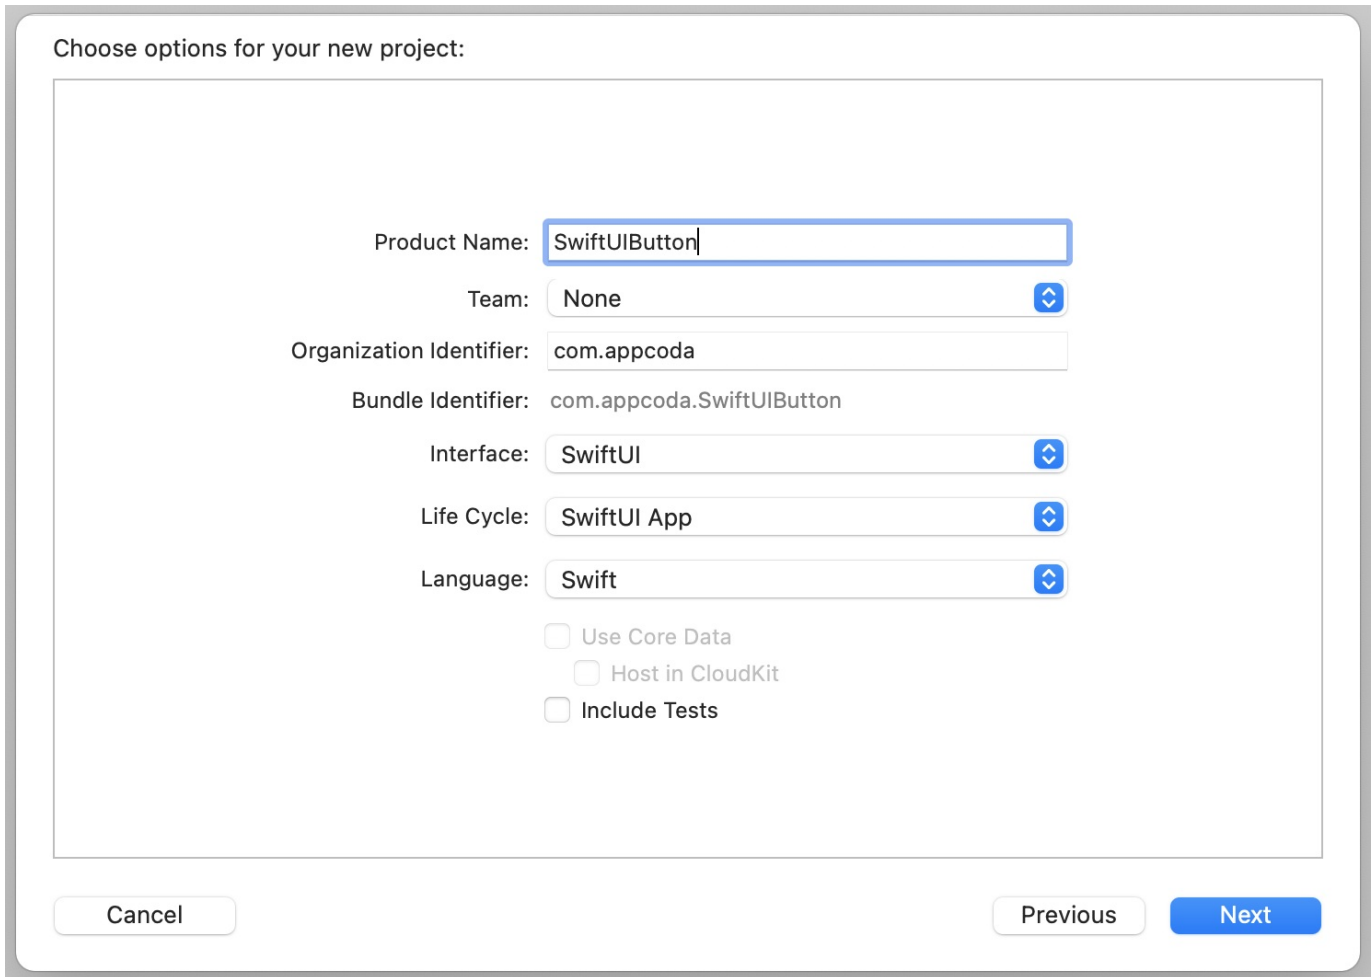 Choose options for your new project:
Product Name: SwiftUIButton
Team: None
Organization Identifier: com.appcoda
Bundle Identifier: com.appcoda.SwiftUIButton
Interface: SwiftUI
Life Cycle: SwiftUI App
Language: Swift
Use Core Data
Host in CloudKit
Include Tests
Cancel Previous Next